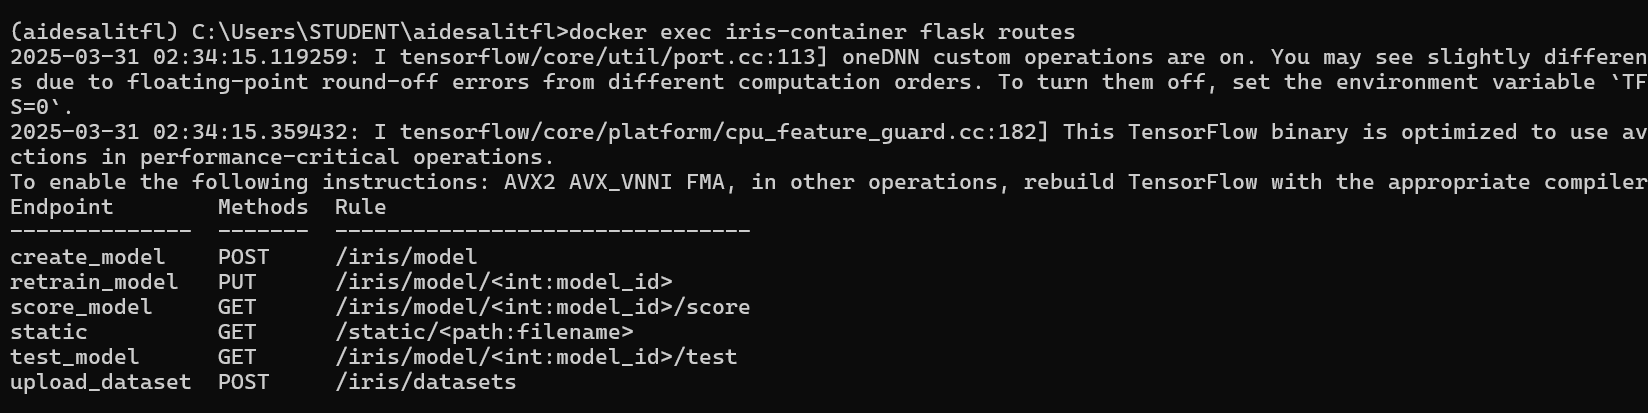 (aidesalitfl) C:\Users\STUDENT\aidesalitfl>docker exec iris-container flask routes
2025-03-31 02:34:15.119259: I tensorflow/core/util/port.cc:113] oneDNN custom operations are on. You may see slightly differen
s due to floating-point round-off errors from different computation orders. To turn them off, set the environment variable `TF
S=0`.
2025-03-31 02:34:15.359432: I tensorflow/core/platform/cpu_feature_guard.cc:182] This TensorFlow binary is optimized to use av
ctions in performance-critical operations.
To enable the following instructions: AVX2 AVX_VNNI FMA, in other operations, rebuild TensorFlow with the appropriate compiler
Endpoint        Methods  Rule
--------------  -------  --------------------------------
create_model    POST     /iris/model
retrain_model   PUT      /iris/model/<int:model_id>
score_model     GET      /iris/model/<int:model_id>/score
static          GET      /static/<path:filename>
test_model      GET      /iris/model/<int:model_id>/test
upload_dataset  POST     /iris/datasets